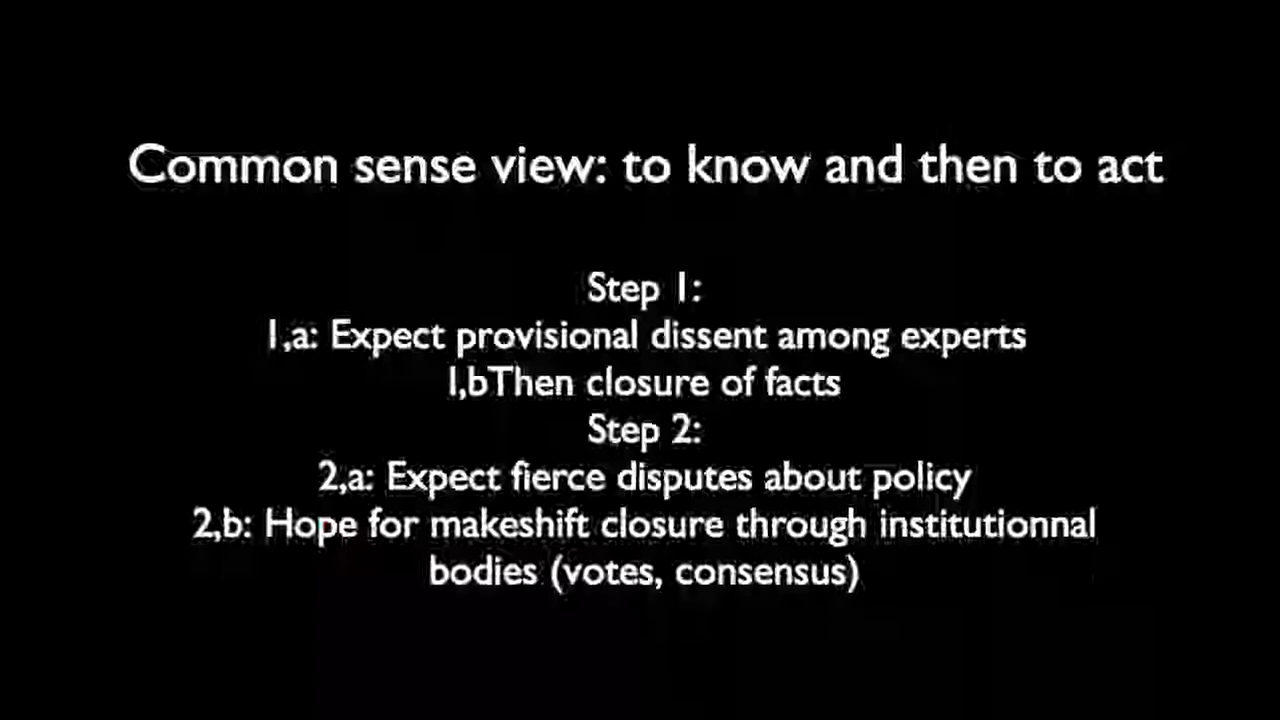 Common sense view: to know and then to act
Step 1:
1,a: Expect provisional dissent among experts
1,bThen closure of facts
Step 2:
2,a: Expect fierce disputes about policy
2,b: Hope for makeshift closure through institutionnal
bodies (votes, consensus)